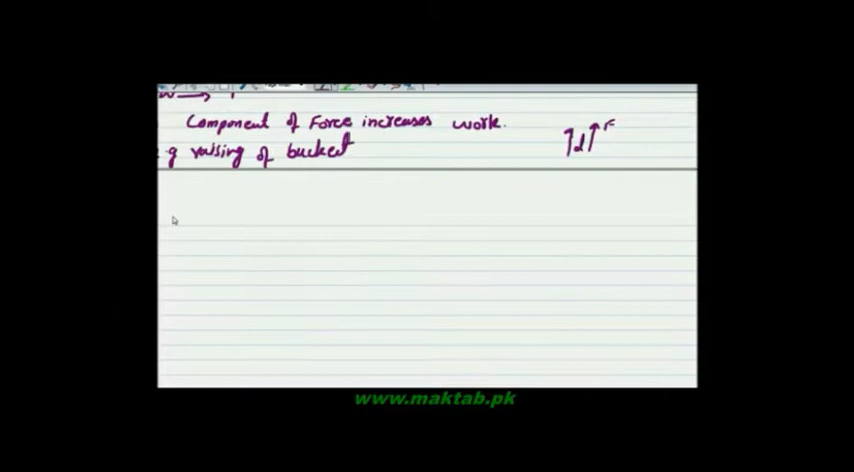 Component of Force increases work.
g raising of bucket
d F
www.maktab.pk